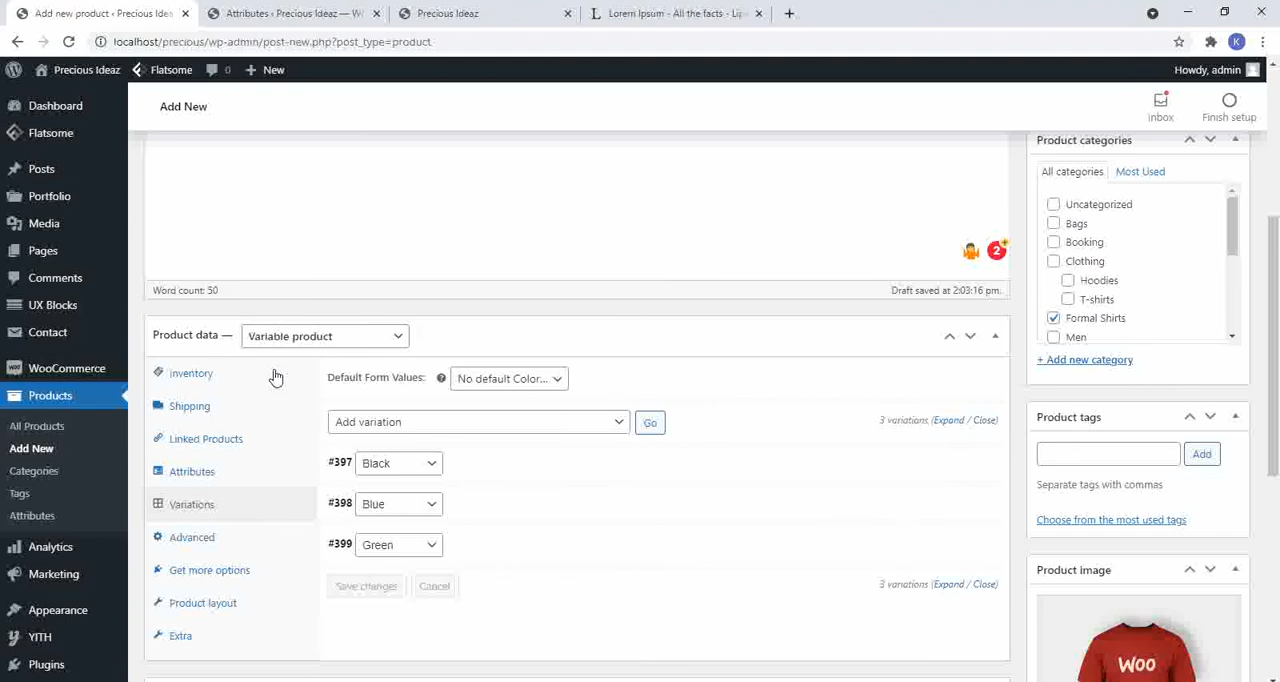 Add new product ‹ Precious Idea
Attributes ‹ Precious Ideaz — W
Precious Ideaz
Lorem Ipsum - All the facts - Lip
localhost/precious/wp-admin/post-new.php?post_type=product
K
Precious Ideaz
Flatsome
0
New
Howdy, admin
Dashboard
Flatsome
Posts
Portfolio
Media
Pages
Comments
UX Blocks
Contact
WooCommerce
Products
All Products
Add New
Categories
Tags
Attributes
Analytics
Marketing
Appearance
YITH
Plugins
Add New
Inbox
Finish setup
2
Word count: 50
Draft saved at 2:03:16 pm.
Product data —
Variable product
Inventory
Shipping
Linked Products
Attributes
Variations
Advanced
Get more options
Product layout
Extra
Default Form Values:
No default Color...
Add variation
Go
3 variations (Expand / Close)
#397 Black
#398 Blue
#399 Green
Save changes
Cancel
3 variations (Expand / Close)
Product categories
All categories
Most Used
Uncategorized
Bags
Booking
Clothing
Hoodies
T-shirts
Formal Shirts
Men
+ Add new category
Product tags
Add
Separate tags with commas
Choose from the most used tags
Product image
WOO